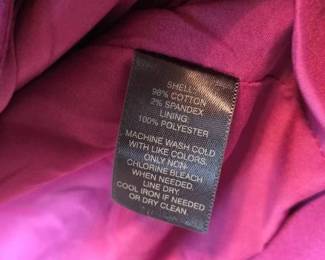 SHELL:
98% COTTON
2% SPANDEX
LINING:
100% POLYESTER
MACHINE WASH COLD
WITH LIKE COLORS.
ONLY NON-
CHLORINE BLEACH
WHEN NEEDED.
LINE DRY.
COOL IRON IF NEEDED
OR DRY CLEAN.